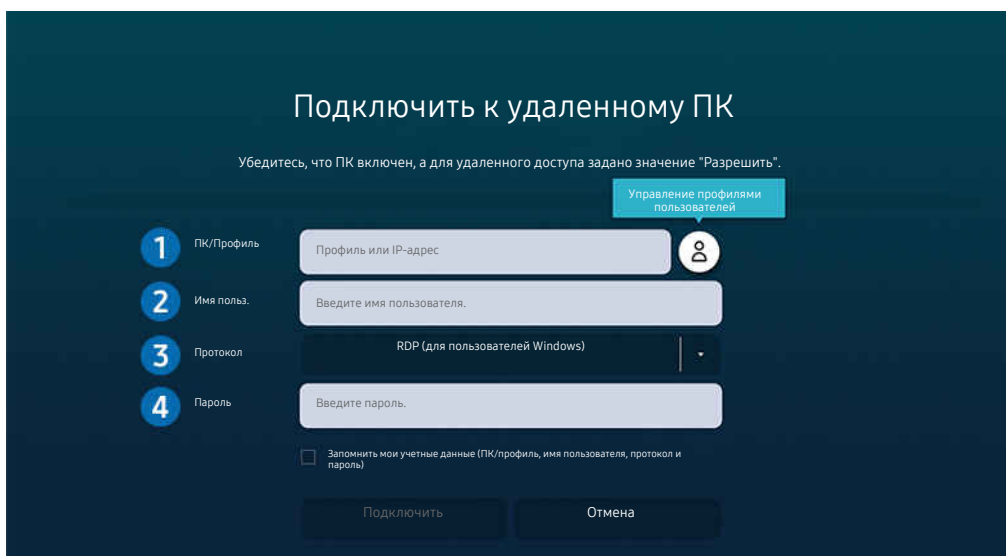 Подключить к удаленному ПК
Убедитесь, что ПК включен, а для удаленного доступа задано значение "Разрешить".
Управление профилями
пользователей
1 ПК/Профиль Профиль или IP-адрес
2 Имя польз. Введите имя пользователя.
3 Протокол RDP (для пользователей Windows)
4 Пароль Введите пароль.
Запомнить мои учетные данные (ПК/профиль, имя пользователя, протокол и
пароль)
Подключить Отмена